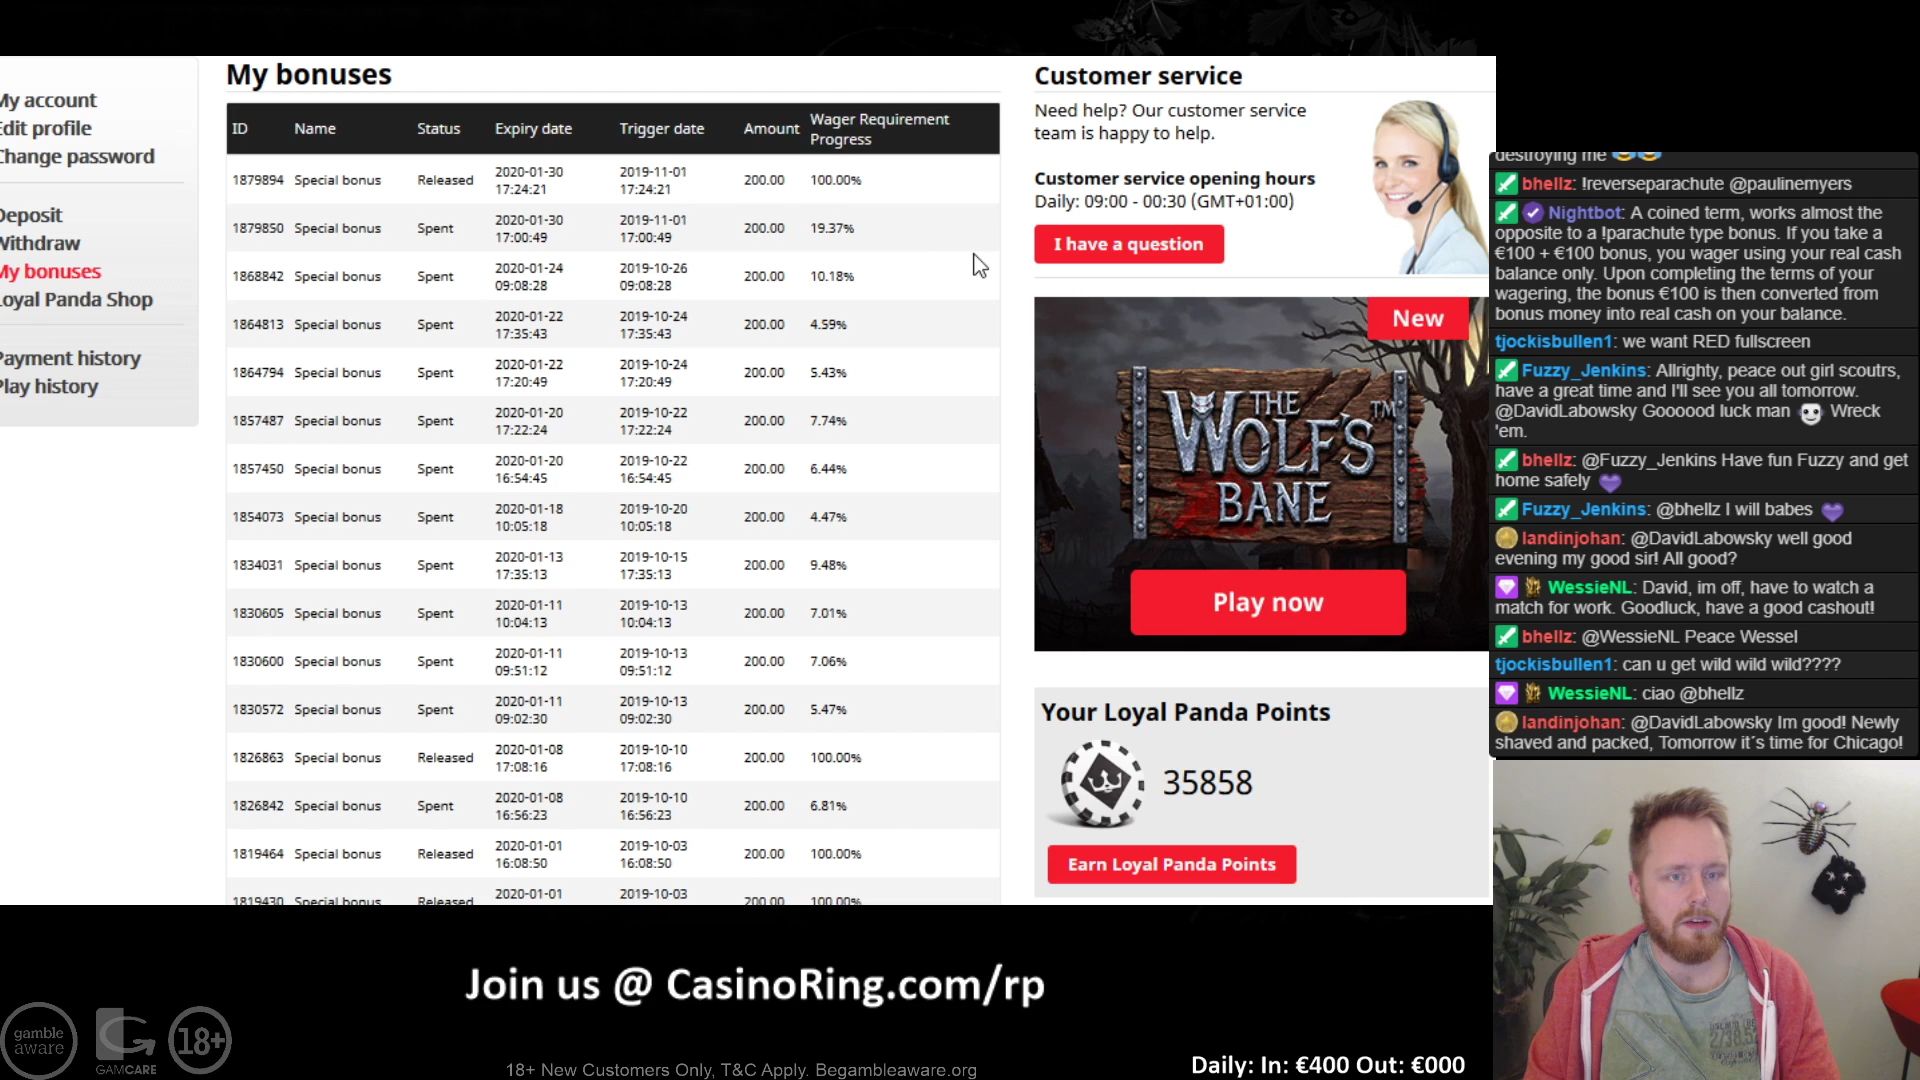 My account
Edit profile
Change password
Deposit
Withdraw
My bonuses
Loyal Panda Shop
Payment history
Play history
My bonuses
ID Name Status Expiry date Trigger date Amount Wager Requirement Progress
1879894 Special bonus Released 2020-01-30 17:24:21 2019-11-01 17:24:21 200.00 100.00%
1879850 Special bonus Spent 2020-01-30 17:00:49 2019-11-01 17:00:49 200.00 19.37%
1868842 Special bonus Spent 2020-01-24 09:08:28 2019-10-26 09:08:28 200.00 10.18%
1864813 Special bonus Spent 2020-01-22 17:35:43 2019-10-24 17:35:43 200.00 4.59%
1864794 Special bonus Spent 2020-01-22 17:20:49 2019-10-24 17:20:49 200.00 5.43%
1857487 Special bonus Spent 2020-01-20 17:22:24 2019-10-22 17:22:24 200.00 7.74%
1857450 Special bonus Spent 2020-01-20 16:54:45 2019-10-22 16:54:45 200.00 6.44%
1854073 Special bonus Spent 2020-01-18 10:05:18 2019-10-20 10:05:18 200.00 4.47%
1834031 Special bonus Spent 2020-01-13 17:35:13 2019-10-15 17:35:13 200.00 9.48%
1830605 Special bonus Spent 2020-01-11 10:04:13 2019-10-13 10:04:13 200.00 7.01%
1830600 Special bonus Spent 2020-01-11 09:51:12 2019-10-13 09:51:12 200.00 7.06%
1830572 Special bonus Spent 2020-01-11 09:02:30 2019-10-13 09:02:30 200.00 5.47%
1826863 Special bonus Released 2020-01-08 17:08:16 2019-10-10 17:08:16 200.00 100.00%
1826842 Special bonus Spent 2020-01-08 16:56:23 2019-10-10 16:56:23 200.00 6.81%
1819464 Special bonus Released 2020-01-01 16:08:50 2019-10-03 16:08:50 200.00 100.00%
1819430 Special bonus Released 2020-01-01 2019-10-03 200.00 100.00%
Customer service
Need help? Our customer service
team is happy to help.
Customer service opening hours
Daily: 09:00 - 00:30 (GMT+01:00)
I have a question
New
THE
WOLF'S™
BANE
Play now
Your Loyal Panda Points
35858
Earn Loyal Panda Points
destroying me
bhellz: !reverseparachute @paulinemyers
Nightbot: A coined term, works almost the
opposite to a !parachute type bonus. If you take a
€100 + €100 bonus, you wager using your real cash
balance only. Upon completing the terms of your
wagering, the bonus €100 is then converted from
bonus money into real cash on your balance.
tjockisbullen1: we want RED fullscreen
Fuzzy_Jenkins: Allrighty, peace out girl scoutrs,
have a great time and I'll see you all tomorrow.
@DavidLabowsky Goooood luck man Wreck
'em.
bhellz: @Fuzzy_Jenkins Have fun Fuzzy and get
home safely
Fuzzy_Jenkins: @bhellz I will babes
landinjohan: @DavidLabowsky well good
evening my good sir! All good?
WessieNL: David, im off, have to watch a
match for work. Goodluck, have a good cashout!
bhellz: @WessieNL Peace Wessel
tjockisbullen1: can u get wild wild wild????
WessieNL: ciao @bhellz
landinjohan: @DavidLabowsky Im good! Newly
shaved and packed, Tomorrow it´s time for Chicago!
Join us @ CasinoRing.com/rp
gamble
aware
GAMCARE
18+
18+ New Customers Only, T&C Apply. Begambleaware.org
Daily: In: €400 Out: €000